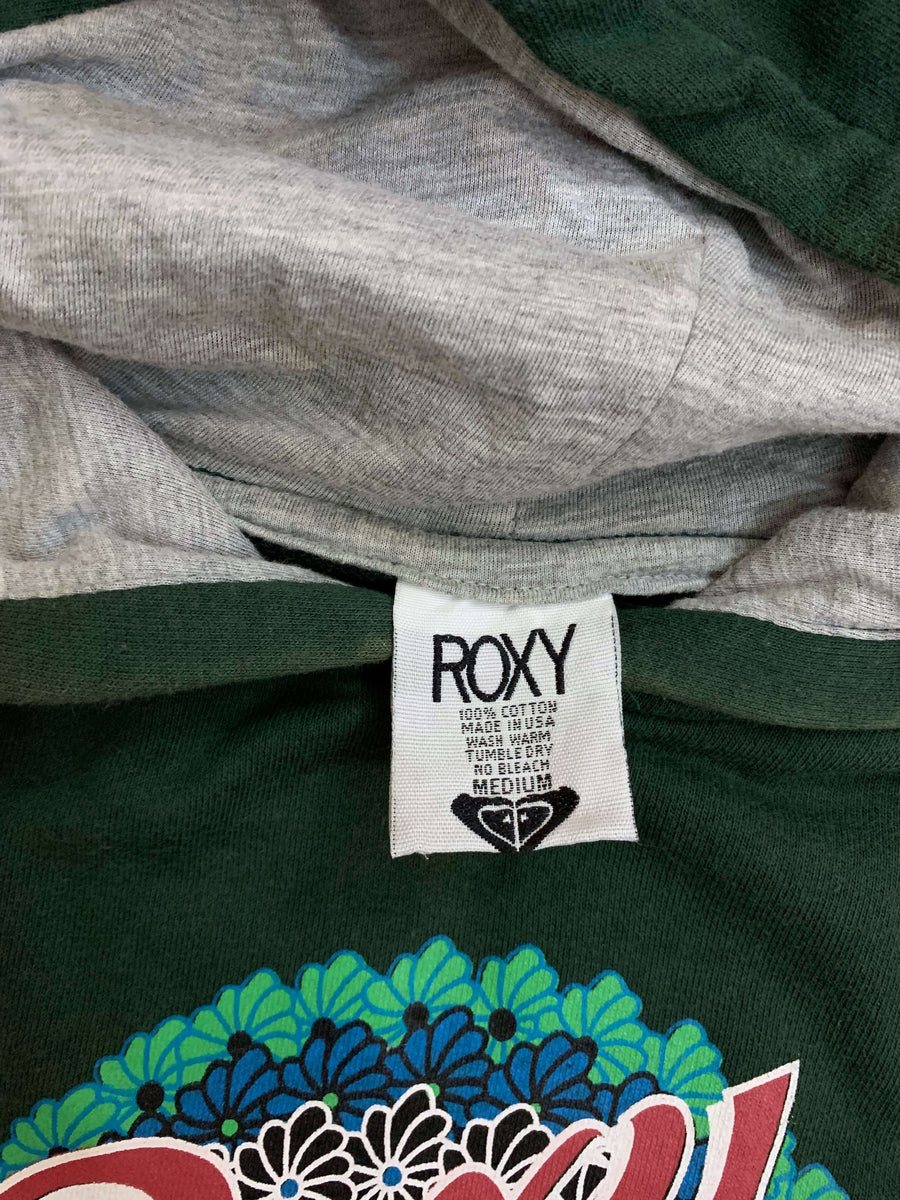 ROXY
100% COTTON
MADE IN USA
WASH WARM
TUMBLE DRY
NO BLEACH
MEDIUM